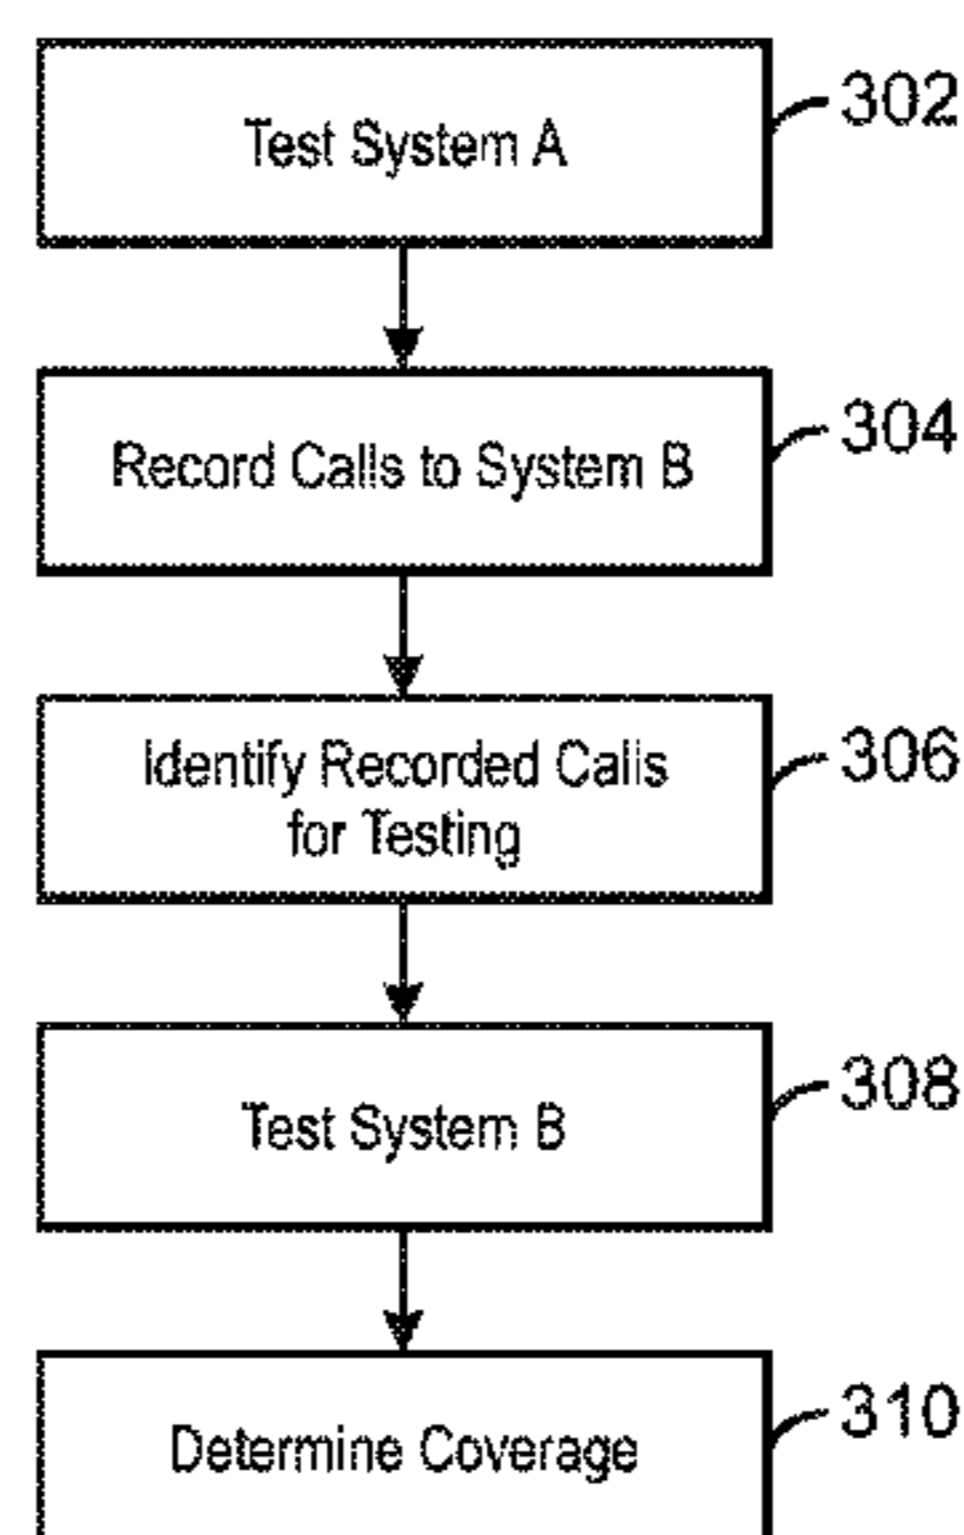 Test System A
302
Record Calls to System B
304
Identify Recorded Calls
for Testing
306
Test System B
308
Determine Coverage
310